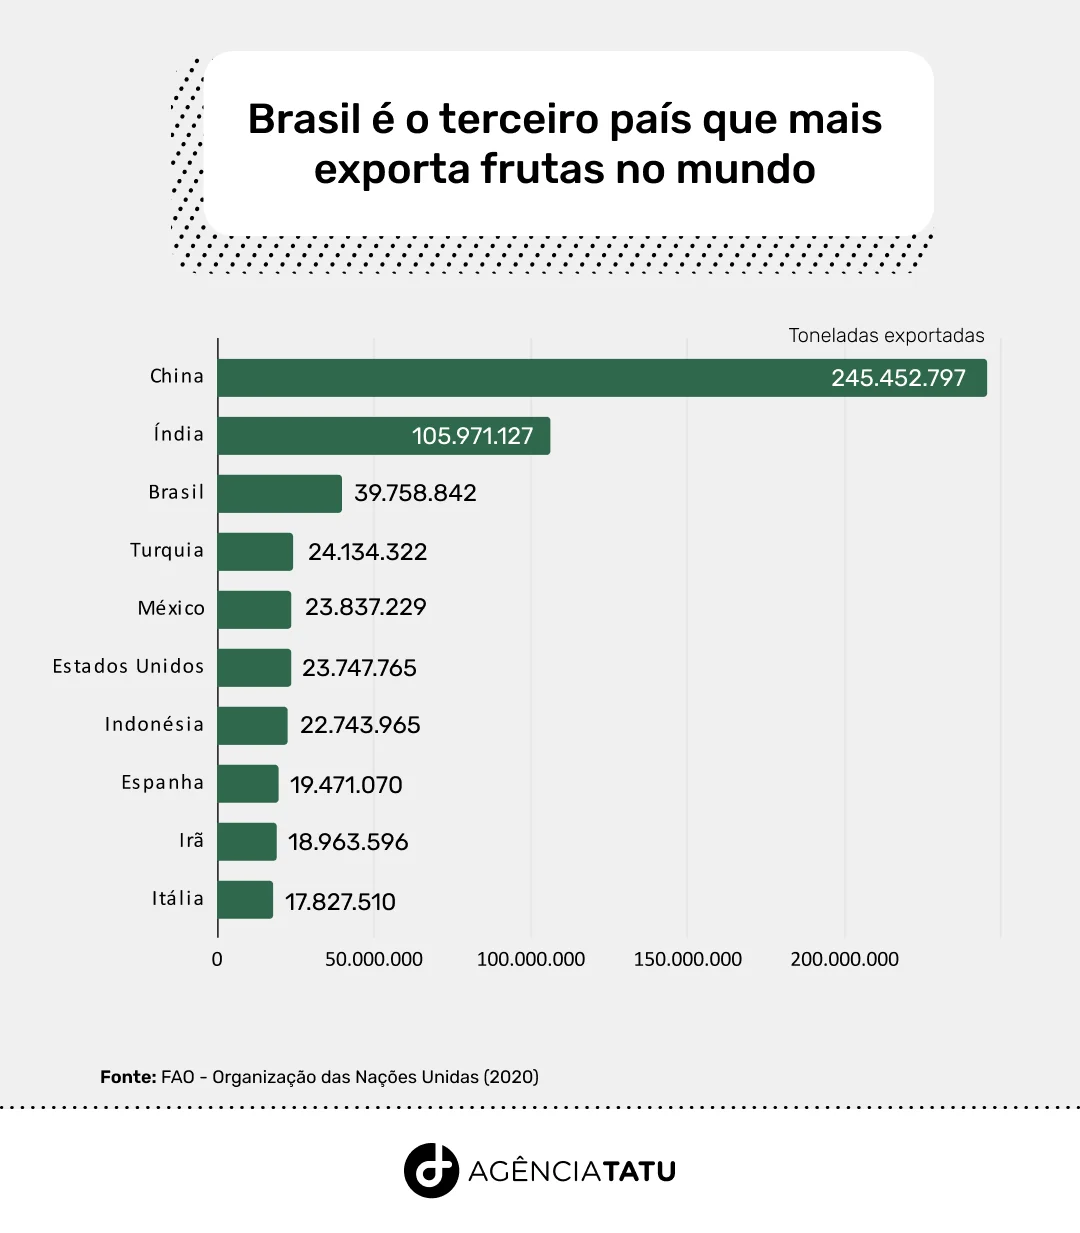 Brasil é o terceiro país que mais
exporta frutas no mundo
Toneladas exportadas
China 245.452.797
Índia 105.971.127
Brasil 39.758.842
Turquia 24.134.322
México 23.837.229
Estados Unidos 23.747.765
Indonésia 22.743.965
Espanha 19.471.070
Irã 18.963.596
Itália 17.827.510
0 50.000.000 100.000.000 150.000.000 200.000.000
Fonte: FAO - Organização das Nações Unidas (2020)
AGÊNCIATATU